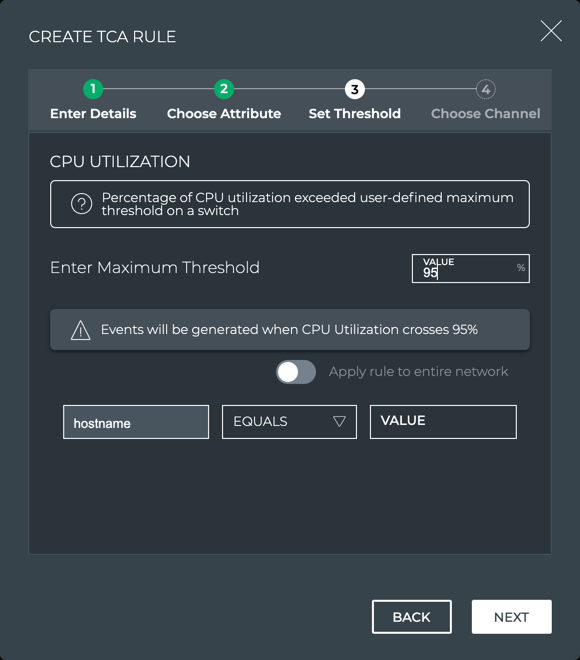 CREATE TCA RULE
1
2
3
4
Enter Details
Choose Attribute
Set Threshold
Choose Channel
CPU UTILIZATION
?
Percentage of CPU utilization exceeded user-defined maximum
threshold on a switch
Enter Maximum Threshold
VALUE
95
%
Events will be generated when CPU Utilization crosses 95%
Apply rule to entire network
hostname
EQUALS
VALUE
BACK
NEXT